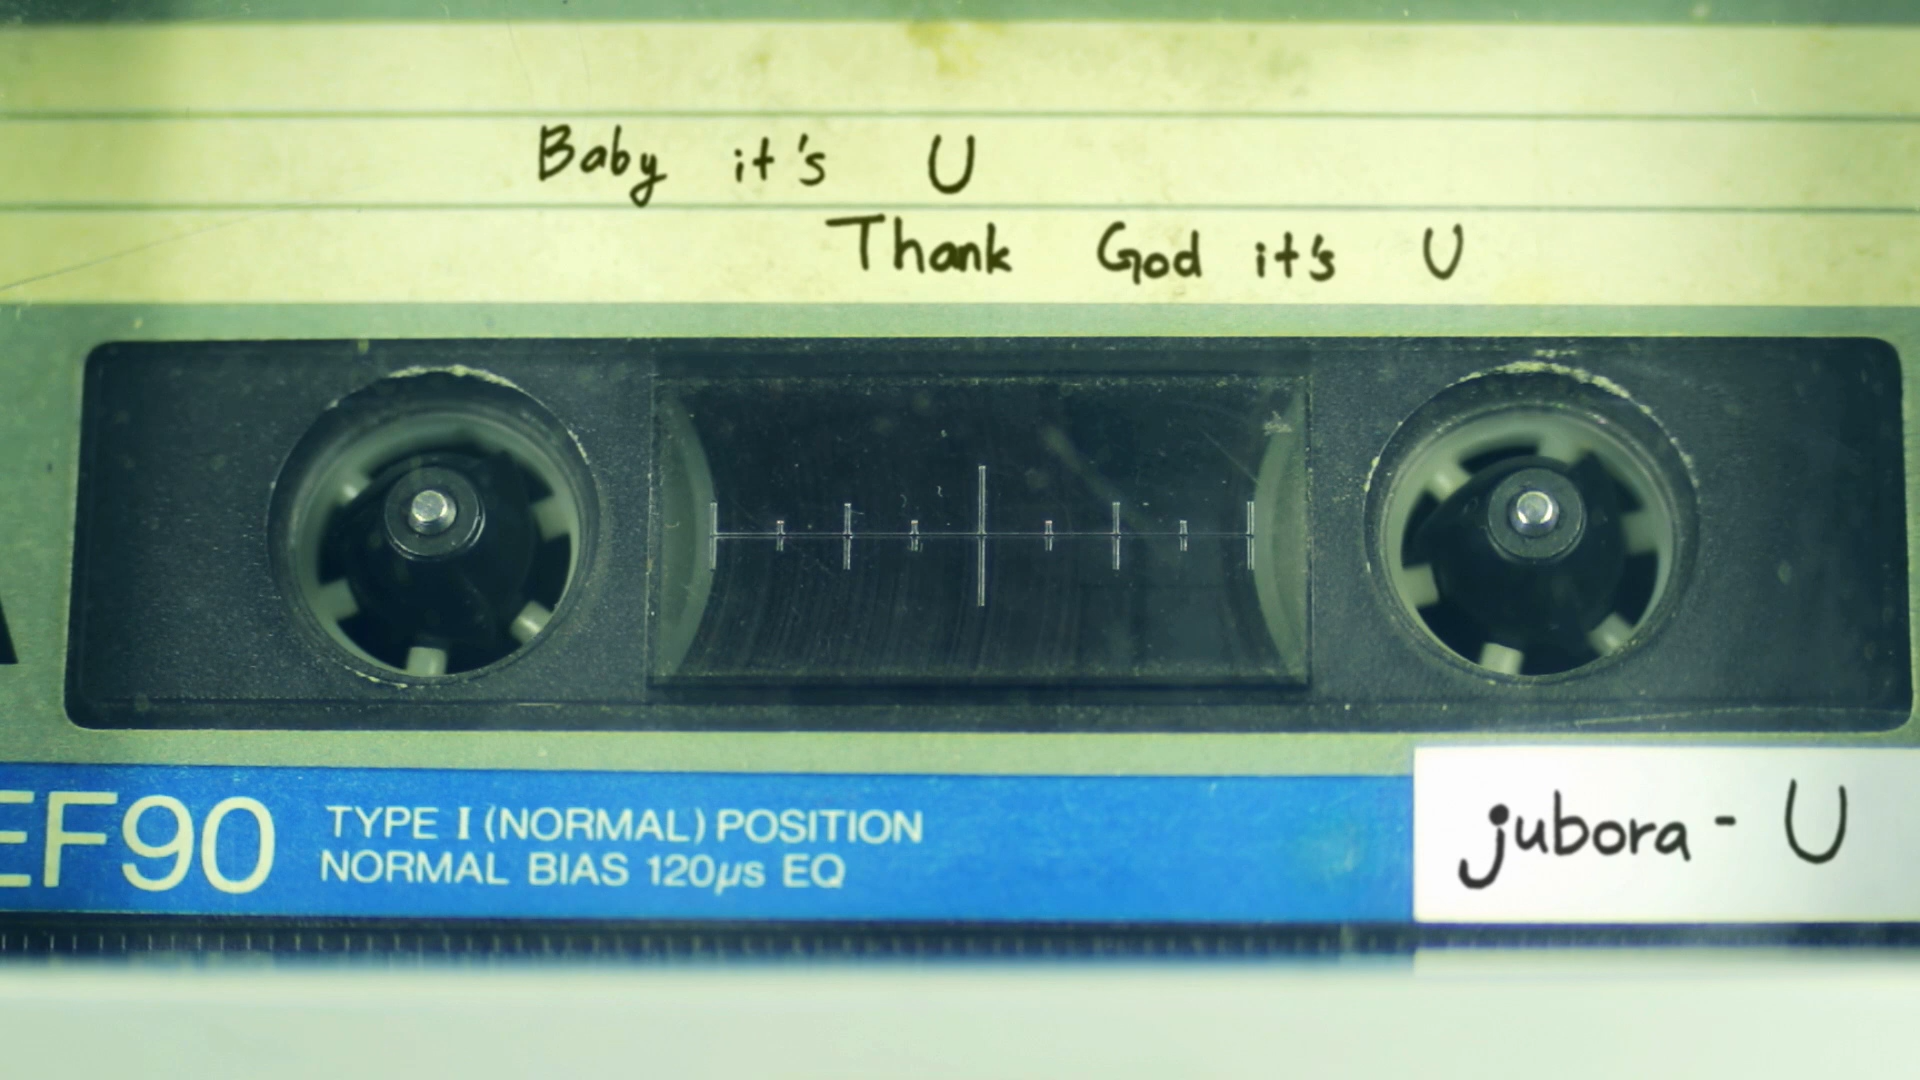 Baby it's U
Thank God it's U
EF90
TYPE I (NORMAL) POSITION
NORMAL BIAS 120µs EQ
jubora - U